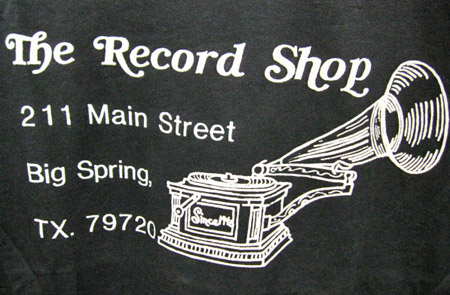 The Record Shop
211 Main Street
Big Spring,
TX. 79720